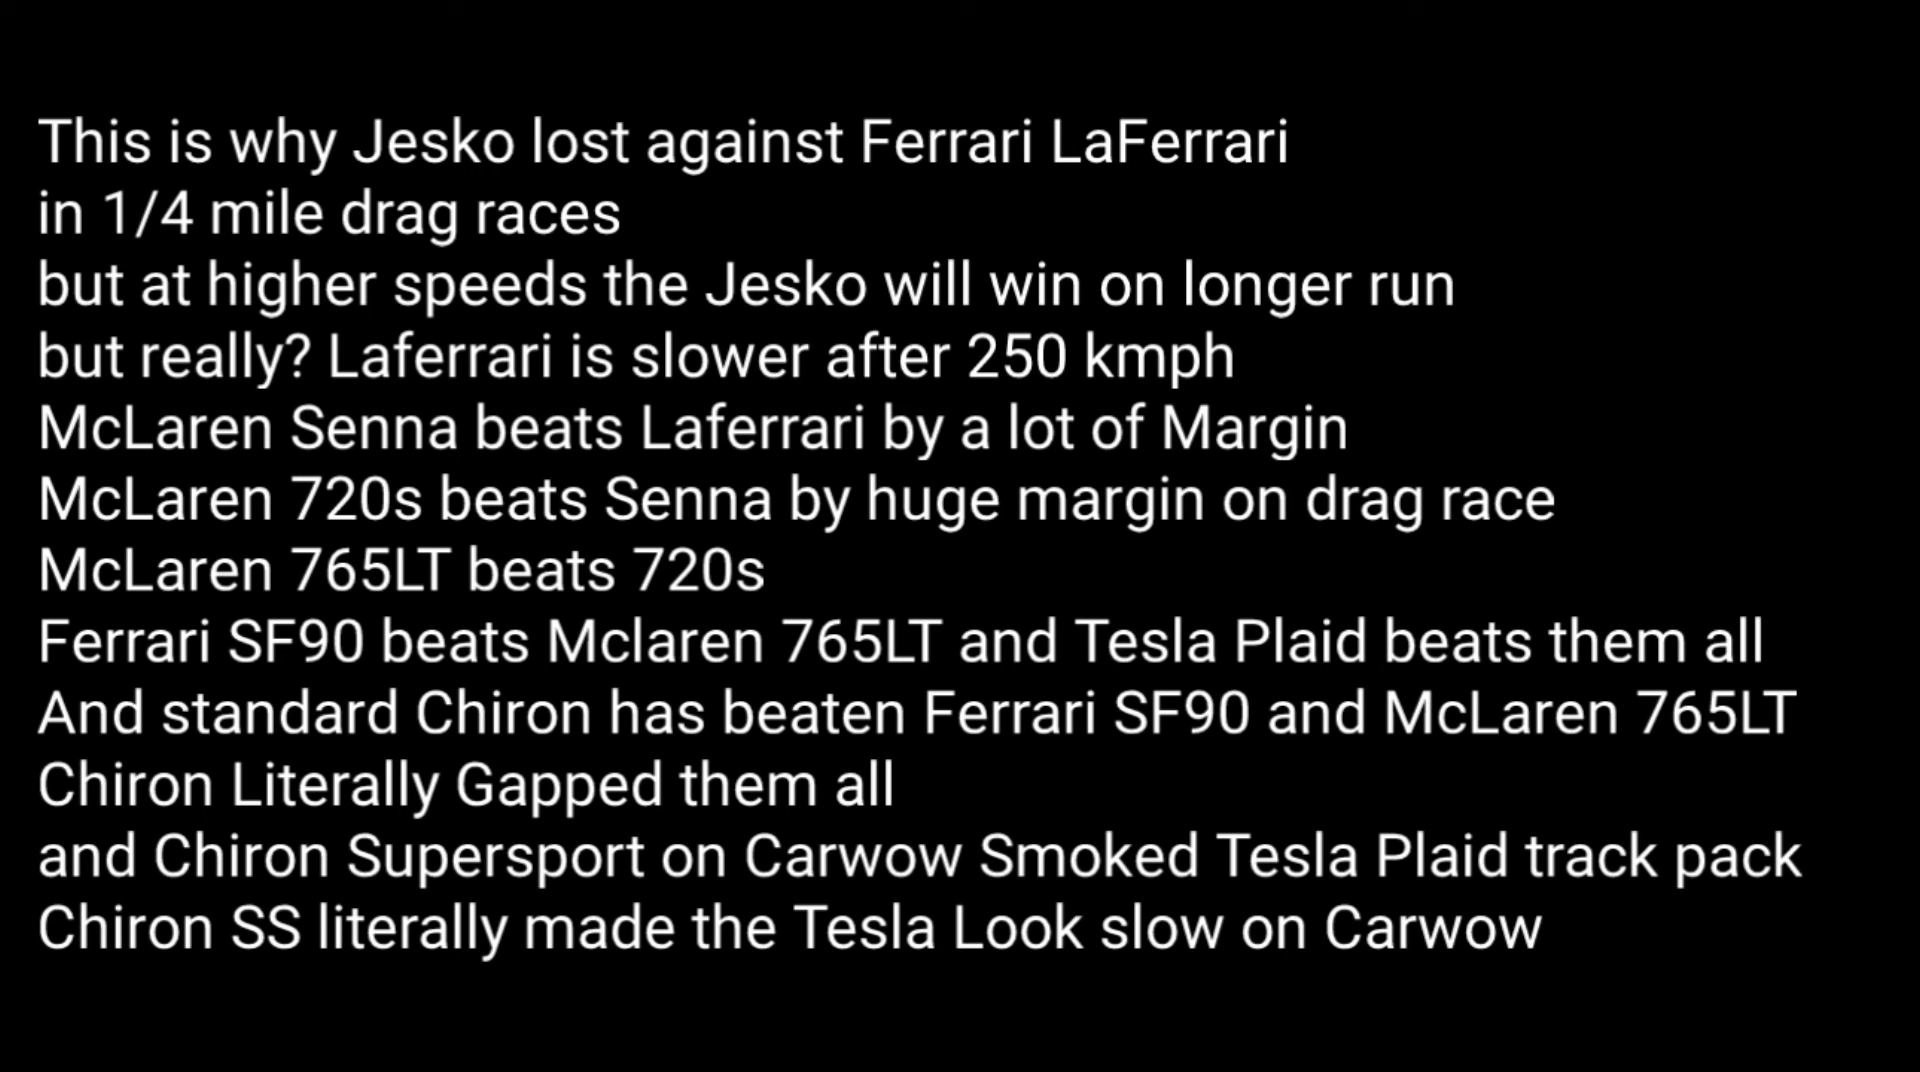 This is why Jesko lost against Ferrari LaFerrari
in 1/4 mile drag races
but at higher speeds the Jesko will win on longer run
but really? Laferrari is slower after 250 kmph
McLaren Senna beats Laferrari by a lot of Margin
McLaren 720s beats Senna by huge margin on drag race
McLaren 765LT beats 720s
Ferrari SF90 beats Mclaren 765LT and Tesla Plaid beats them all
And standard Chiron has beaten Ferrari SF90 and McLaren 765LT
Chiron Literally Gapped them all
and Chiron Supersport on Carwow Smoked Tesla Plaid track pack
Chiron SS literally made the Tesla Look slow on Carwow